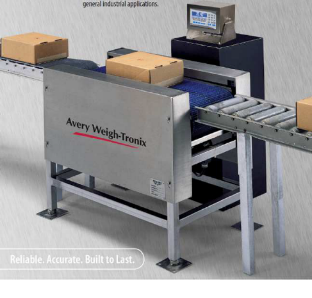 general industrial applications.
Avery Weigh-Tronix
Reliable. Accurate. Built to Last.